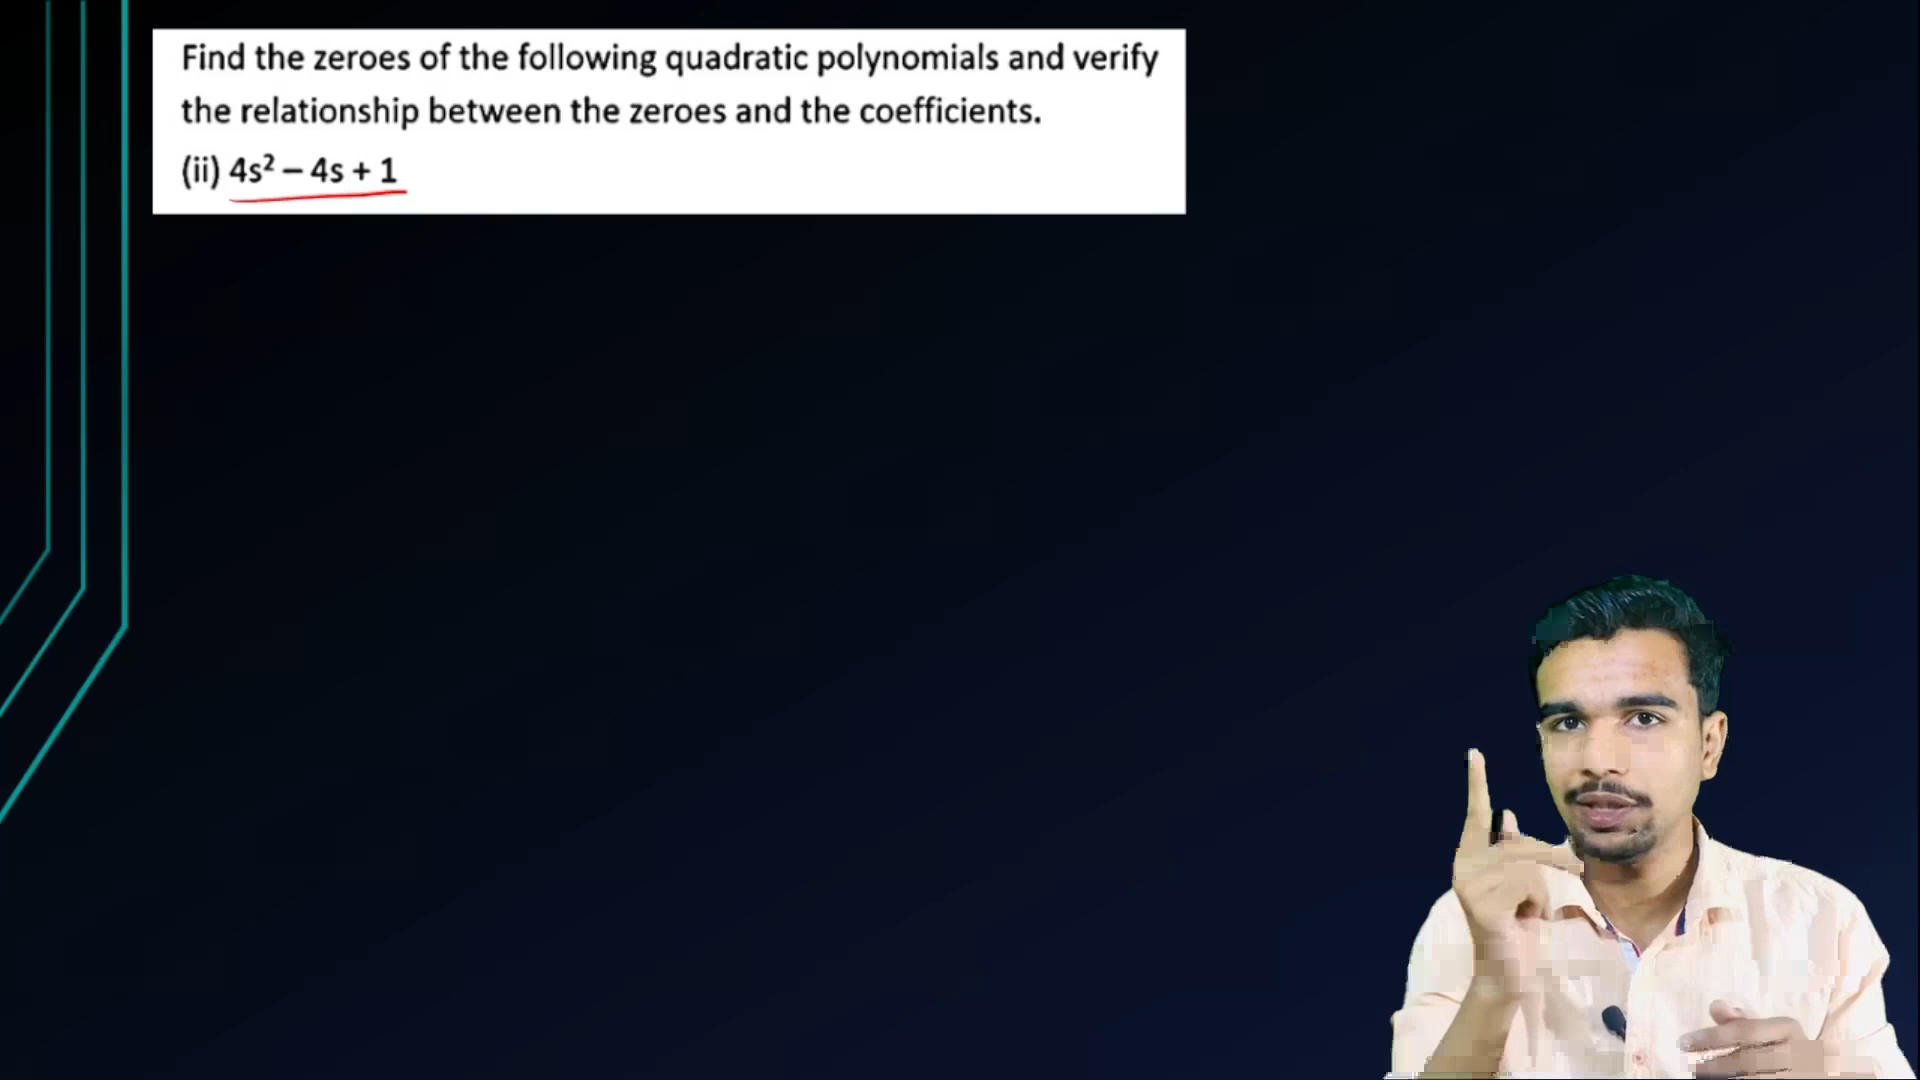 Find the zeroes of the following quadratic polynomials and verify
the relationship between the zeroes and the coefficients.
(ii) 4s² – 4s + 1